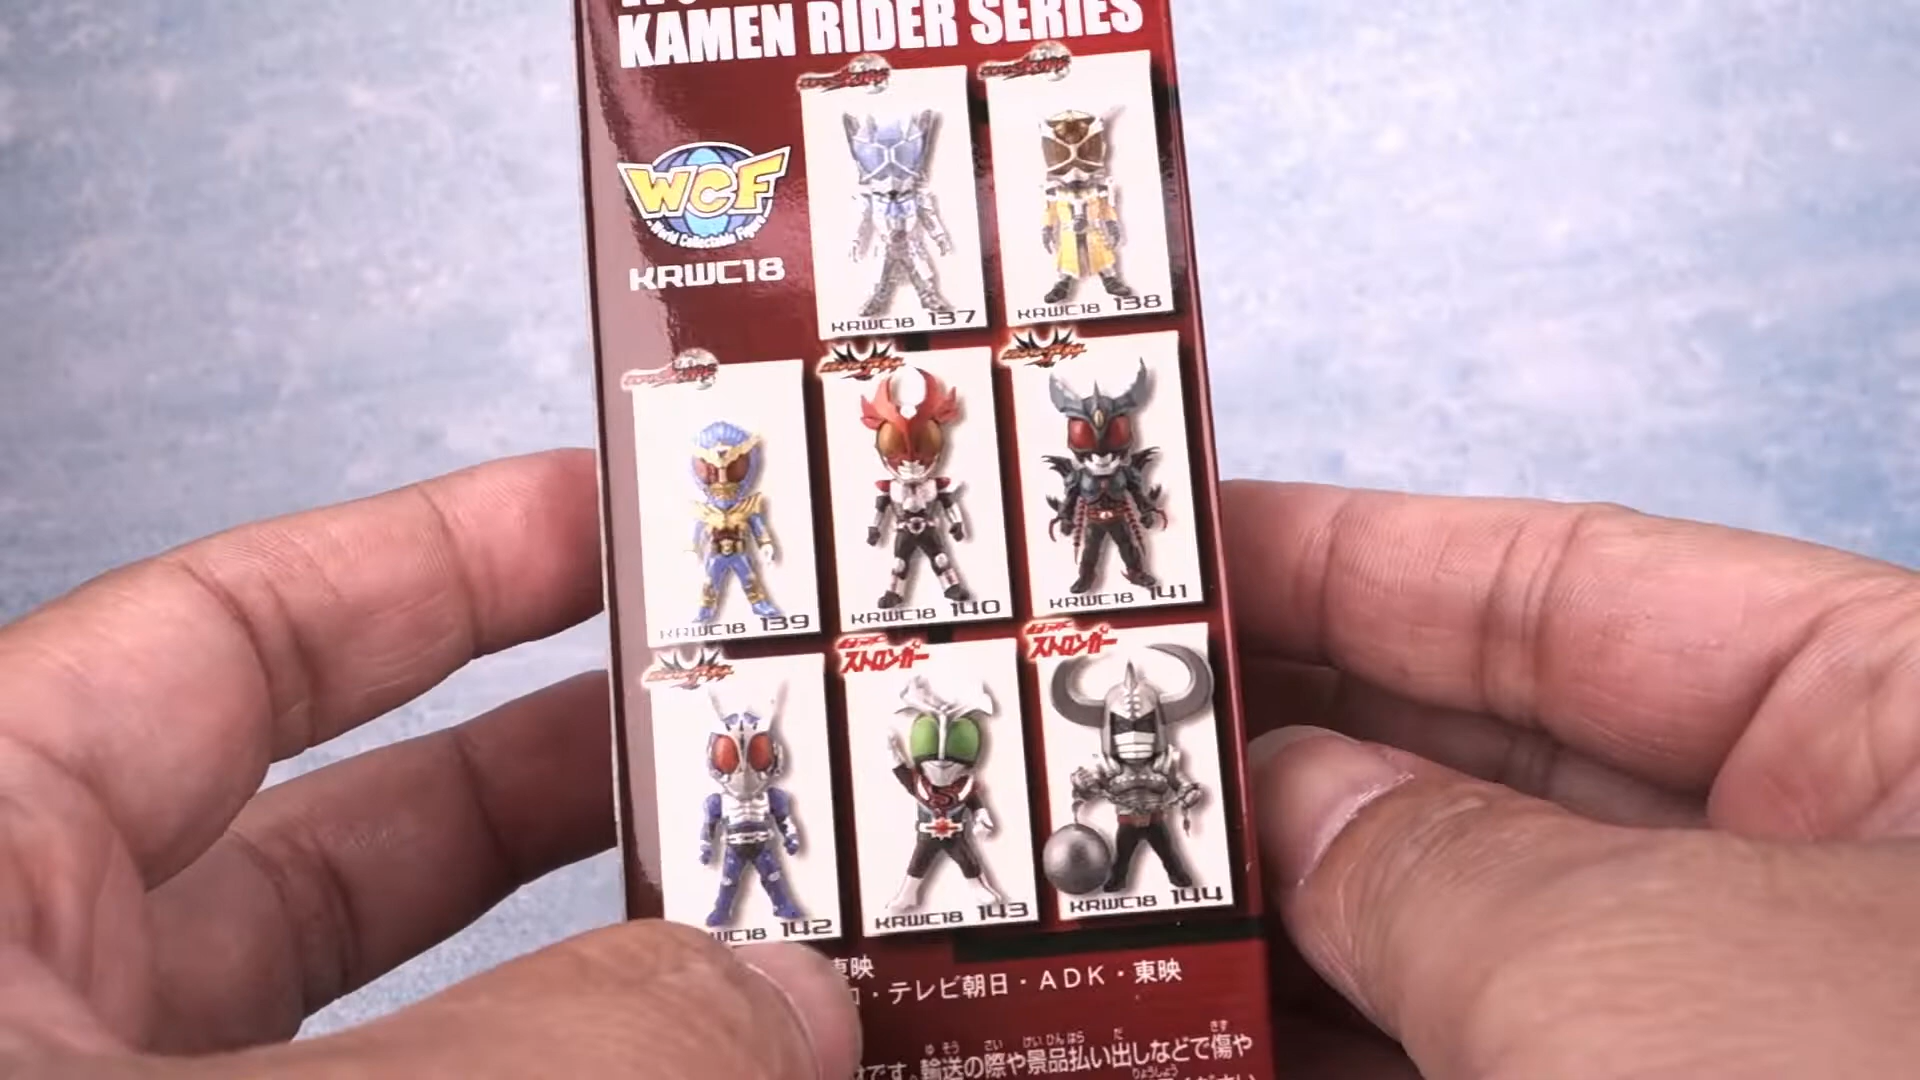 KAMEN RIDER SERIES
WCF
World Collectable Figure
KRWC18
KRWC18 137
KRWC18 138
KRWC18 139
KRWC18 140
KRWC18 141
ストロンガー
ストロンガー
WC18 142
KRWC18 143
KRWC18 144
東映
・テレビ朝日・ADK・東映
です。輸送の際や景品払い出しなどで傷や